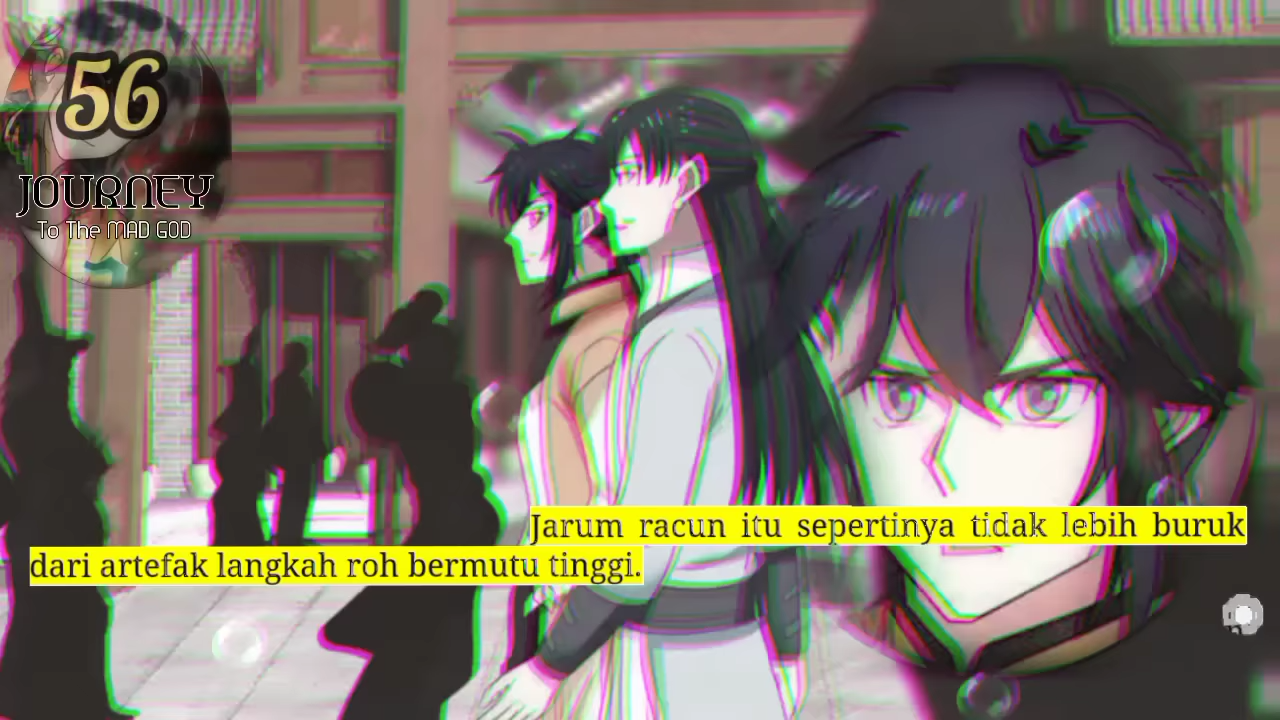 56
JOURNEY
To The MAD GOD
Jarum racun itu sepertinya tidak lebih buruk
dari artefak langkah roh bermutu tinggi.